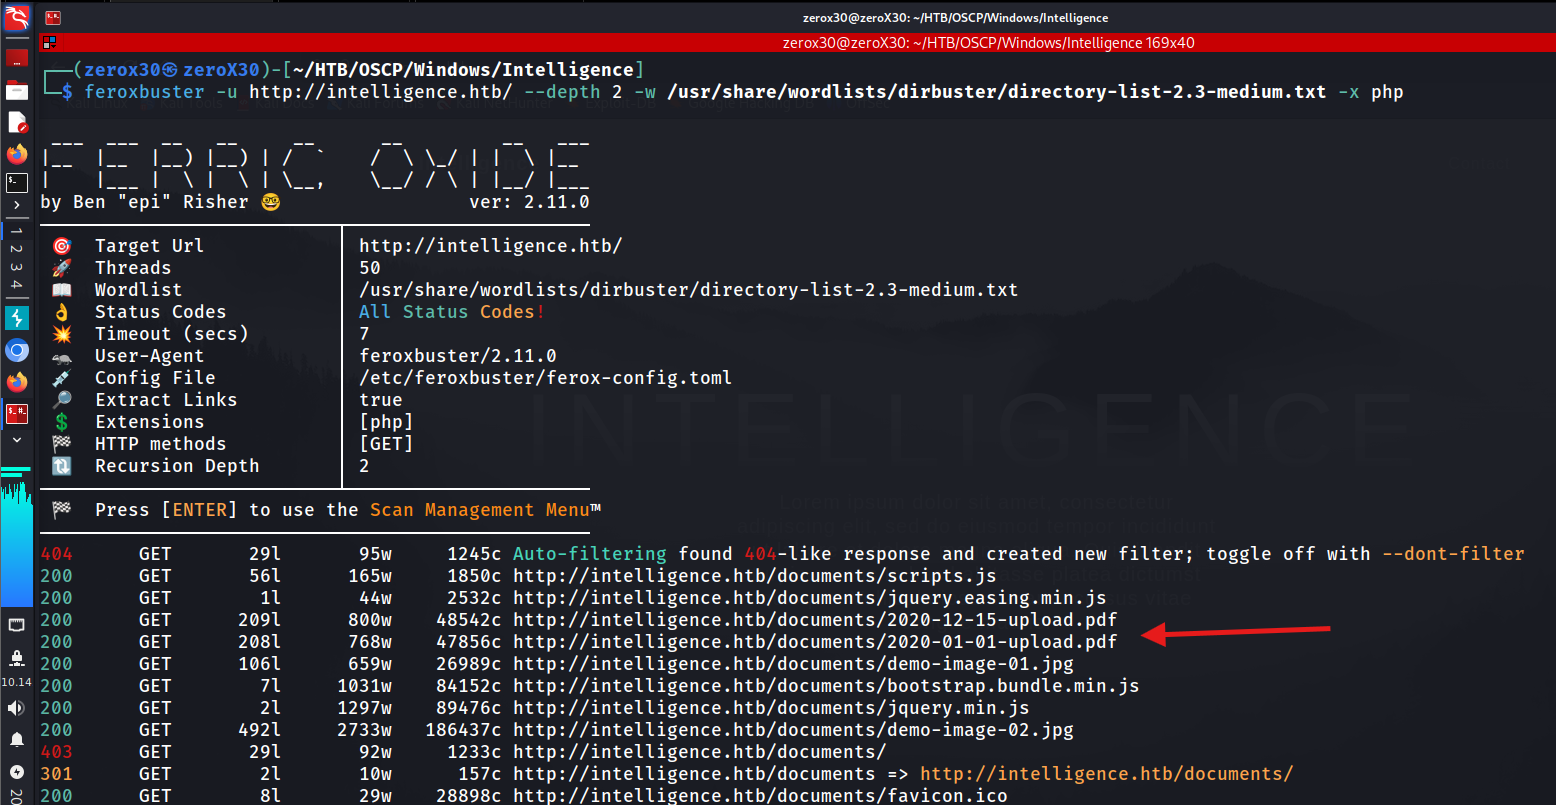 zerox30@zeroX30: ~/HTB/OSCP/Windows/Intelligence
zerox30@zeroX30: ~/HTB/OSCP/Windows/Intelligence 169x40
┌──(zerox30㉿zeroX30)-[~/HTB/OSCP/Windows/Intelligence]
└─$ feroxbuster -u http://intelligence.htb/ --depth 2 -w /usr/share/wordlists/dirbuster/directory-list-2.3-medium.txt -x php
FERRIC OXIDE
by Ben "epi" Risher 🤓 ver: 2.11.0
🎯 Target Url │ http://intelligence.htb/
🚀 Threads │ 50
📖 Wordlist │ /usr/share/wordlists/dirbuster/directory-list-2.3-medium.txt
👌 Status Codes │ All Status Codes!
💥 Timeout (secs) │ 7
🦡 User-Agent │ feroxbuster/2.11.0
💉 Config File │ /etc/feroxbuster/ferox-config.toml
🔎 Extract Links │ true
💲 Extensions │ [php]
🏁 HTTP methods │ [GET]
🔃 Recursion Depth │ 2
🏁 Press [ENTER] to use the Scan Management Menu™
404 GET 29l 95w 1245c Auto-filtering found 404-like response and created new filter; toggle off with --dont-filter
200 GET 56l 165w 1850c http://intelligence.htb/documents/scripts.js
200 GET 1l 44w 2532c http://intelligence.htb/documents/jquery.easing.min.js
200 GET 209l 800w 48542c http://intelligence.htb/documents/2020-12-15-upload.pdf
200 GET 208l 768w 47856c http://intelligence.htb/documents/2020-01-01-upload.pdf
200 GET 106l 659w 26989c http://intelligence.htb/documents/demo-image-01.jpg
200 GET 7l 1031w 84152c http://intelligence.htb/documents/bootstrap.bundle.min.js
200 GET 2l 1297w 89476c http://intelligence.htb/documents/jquery.min.js
200 GET 492l 2733w 186437c http://intelligence.htb/documents/demo-image-02.jpg
403 GET 29l 92w 1233c http://intelligence.htb/documents/
301 GET 2l 10w 157c http://intelligence.htb/documents => http://intelligence.htb/documents/
200 GET 8l 29w 28898c http://intelligence.htb/documents/favicon.ico
INTELLIGENCE
1
2
3
4
10.14
20